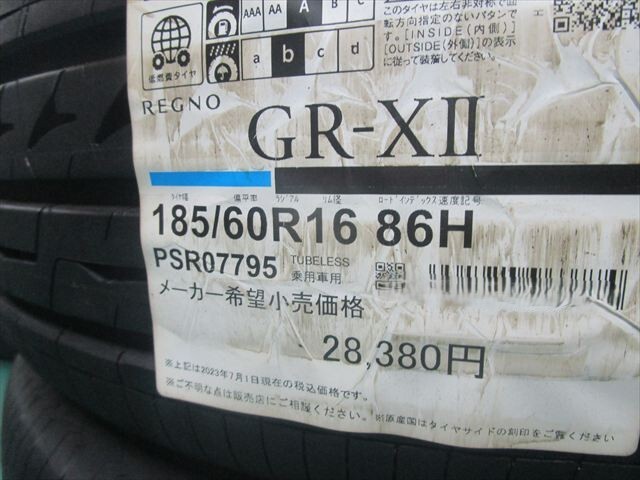 AAA AA A B C
a b c d
低燃費タイヤ
このタイヤは左右非対称で回
転方向指定のないパタンで
す。[INSIDE(内側)]
[OUTSIDE(外側)]の表示
に従って装着してください。
REGNO
GR-XⅡ
タイヤ幅 偏平率 ラジアル リム径 ロードインデックス 速度記号
185/60R16 86H
PSR07795 TUBELESS
乗用車用
メーカー希望小売価格
28,380円
※上記は2023年7月1日現在の税込価格です。
※ご不明な点は販売店にご相談ください。 ※原産国はタイヤサイドの刻印をご覧ください